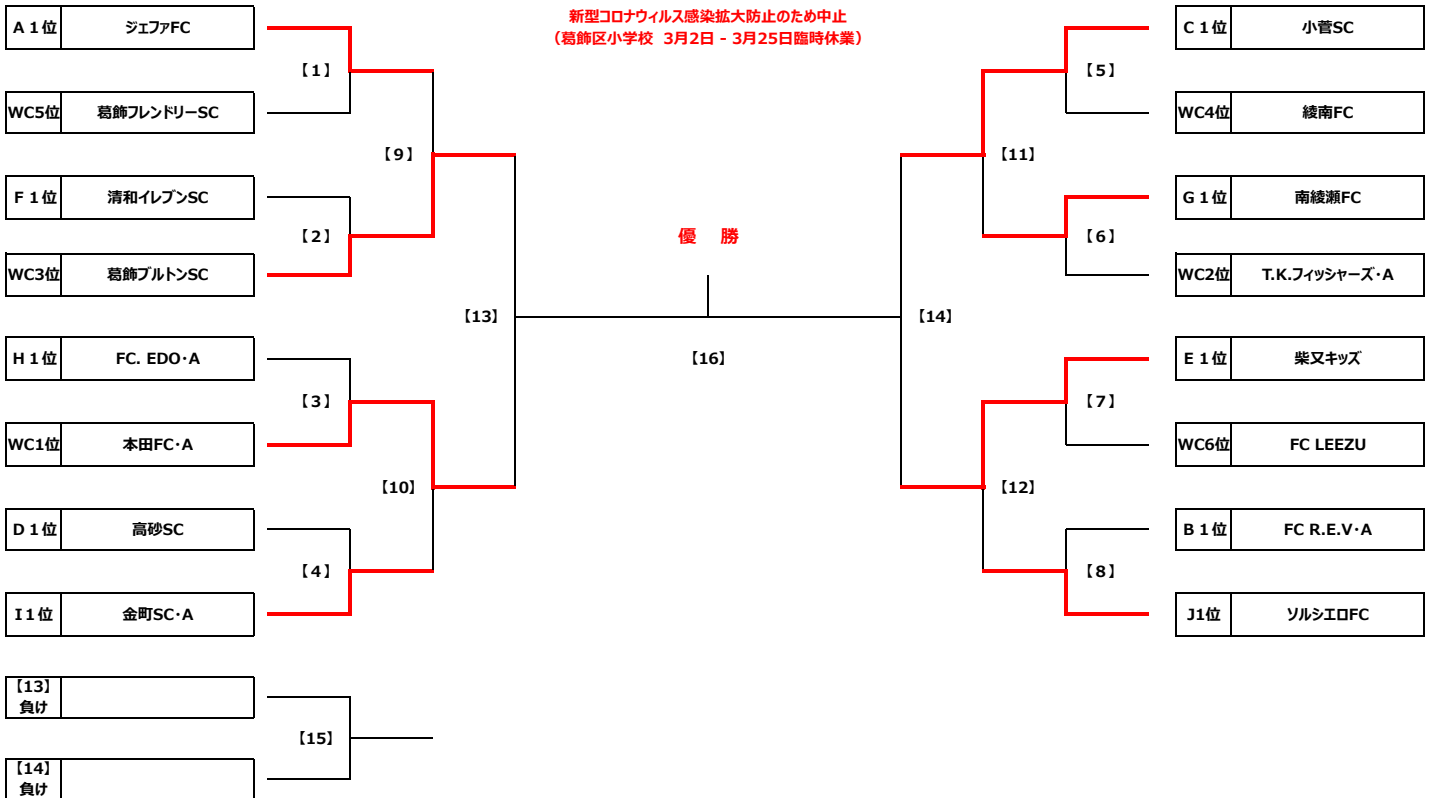 新型コロナウィルス感染拡大防止のため中止
（葛飾区小学校 3月2日 - 3月25日臨時休業）
A 1位 ジェファFC
【1】
WC5位 葛飾フレンドリーSC
【9】
F 1位 清和イレブンSC
【2】
WC3位 葛飾ブルトンSC
【13】
H 1位 FC. EDO・A
【3】
WC1位 本田FC・A
【10】
D 1位 高砂SC
【4】
I 1位 金町SC・A
優 勝
【16】
C 1位 小菅SC
【5】
WC4位 綾南FC
【11】
G 1位 南綾瀬FC
【6】
WC2位 T.K.フィッシャーズ・A
【14】
E 1位 柴又キッズ
【7】
WC6位 FC LEEZU
【12】
B 1位 FC R.E.V・A
【8】
J1位 ソルシエロFC
【13】
負け
【15】
【14】
負け